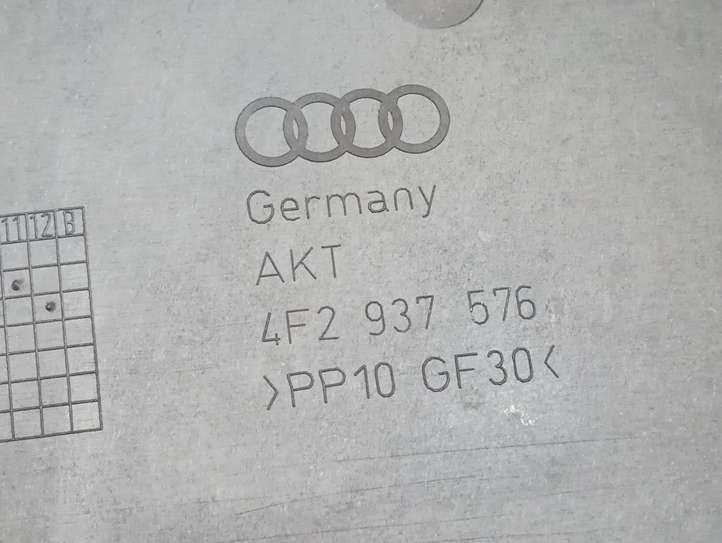 11 12 B
Germany
AKT
4F2 937 576
>PP10 GF30<